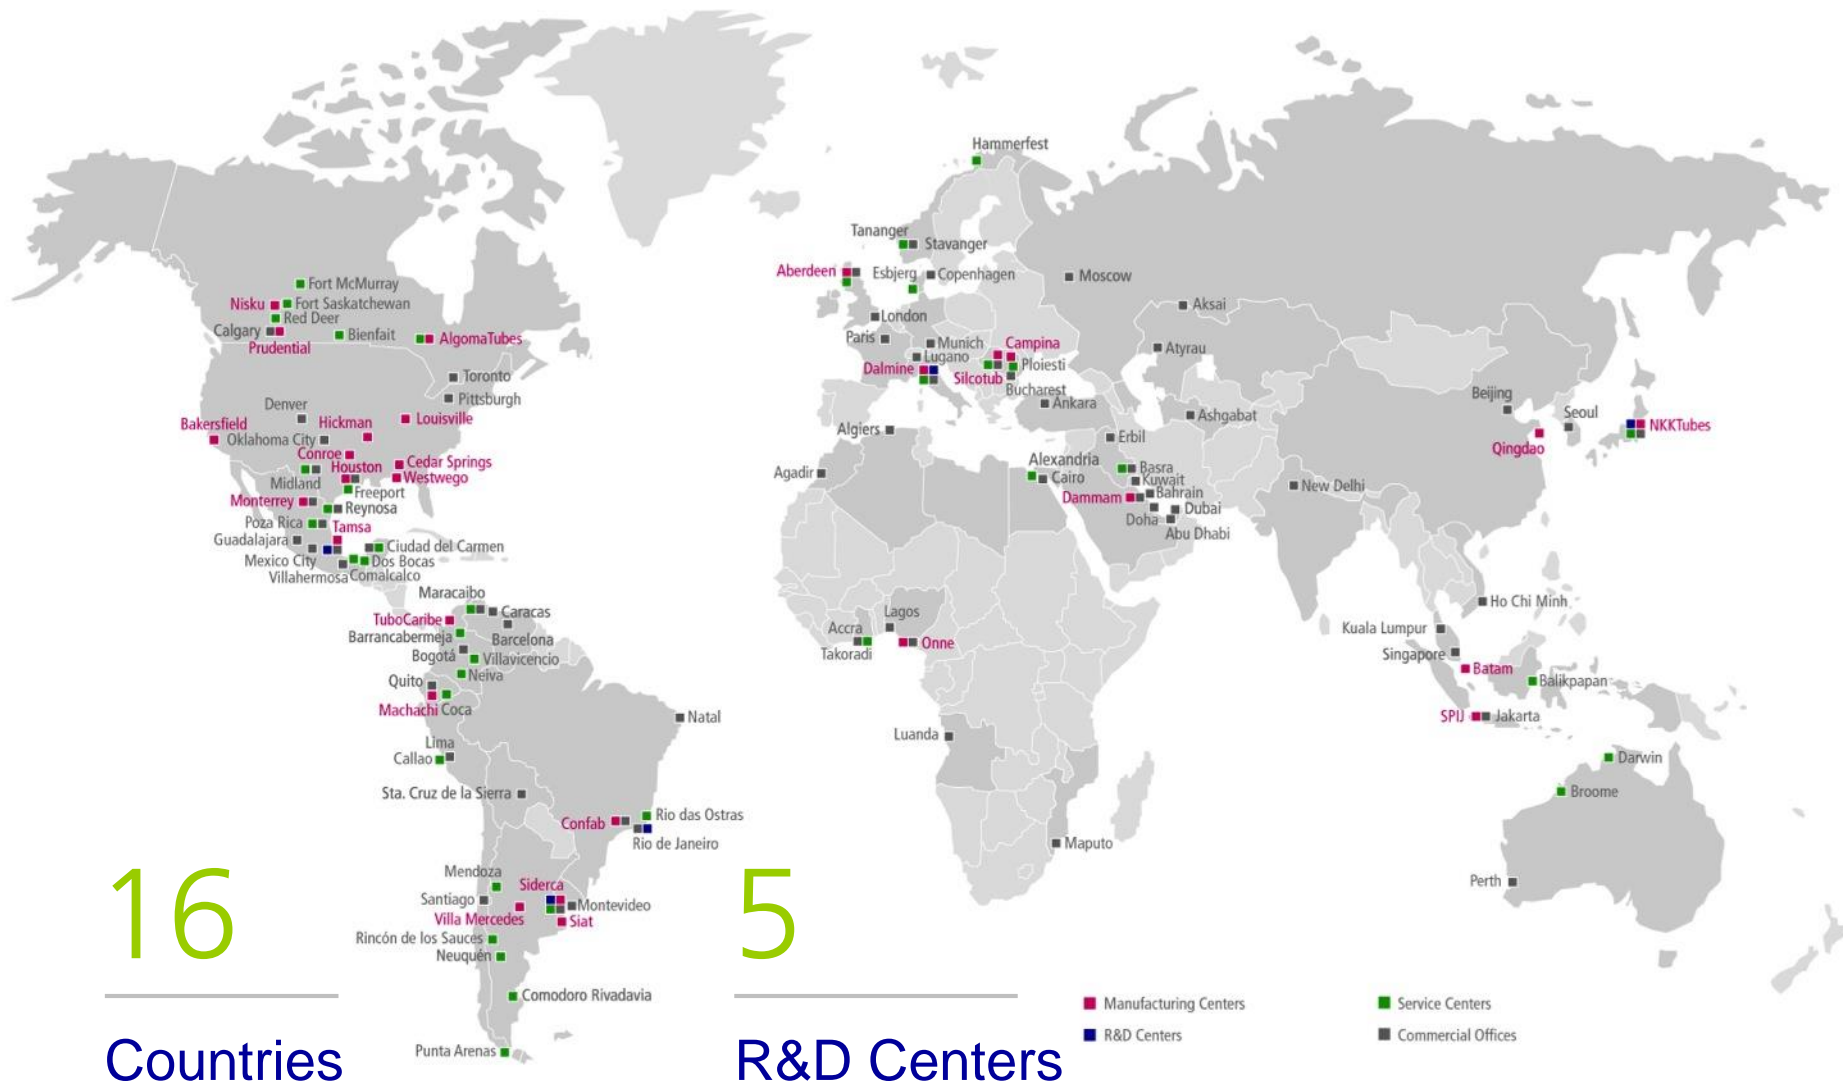 Hammerfest
Tananger
Stavanger
Aberdeen
Esbjerg
Copenhagen
Moscow
Fort McMurray
Nisku
Fort Saskatchewan
Red Deer
Calgary
Bienfait
AlgomaTubes
Prudential
London
Aksai
Paris
Munich
Campina
Lugano
Atyrau
Dalmine
Silcotub
Ploiesti
Bucharest
Ankara
Toronto
Pittsburgh
Denver
Hickman
Louisville
Bakersfield
Oklahoma City
Conroe
Houston
Cedar Springs
Westwego
Midland
Freeport
Monterrey
Reynosa
Poza Rica
Tamsa
Guadalajara
Ciudad del Carmen
Mexico City
Dos Bocas
Villahermosa
Comalcalco
Beijing
Seoul
Ashgabat
NKKTubes
Qingdao
Algiers
Erbil
Agadir
Alexandria
Cairo
Basra
Kuwait
New Delhi
Dammam
Bahrain
Doha
Dubai
Abu Dhabi
Maracaibo
Caracas
TuboCaribe
Barrancabermeja
Barcelona
Bogotá
Villavicencio
Neiva
Quito
Machachi
Coca
Lagos
Accra
Takoradi
Onne
Ho Chi Minh
Kuala Lumpur
Singapore
Batam
Balikpapan
SPIJ
Jakarta
Natal
Luanda
Lima
Callao
Darwin
Broome
Sta. Cruz de la Sierra
Confab
Rio das Ostras
Rio de Janeiro
Maputo
Perth
Mendoza
Siderca
Santiago
Montevideo
Villa Mercedes
Siat
Rincón de los Sauces
Neuquén
Comodoro Rivadavia
Punta Arenas
16
Countries
5
R&D Centers
Manufacturing Centers
Service Centers
R&D Centers
Commercial Offices